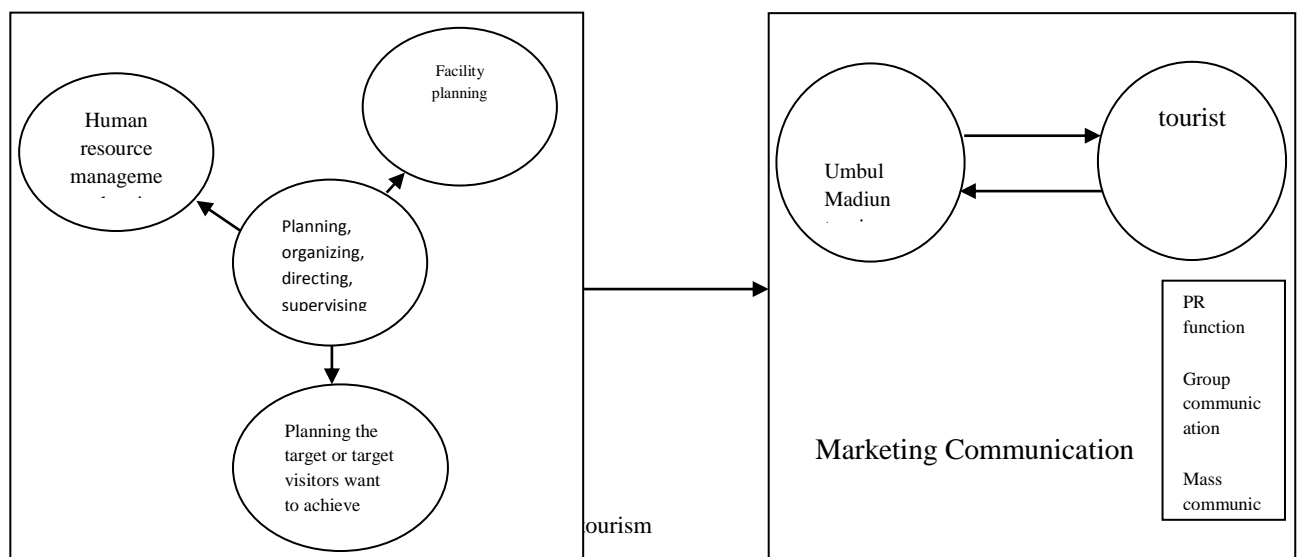 Facility
planning
Human
resource
manageme
Planning,
organizing,
directing,
supervising
Planning the
target or target
visitors want
to achieve
tourism
Umbul
Madiun
tourist
Marketing Communication
PR
function
Group
communic
ation
Mass
communic